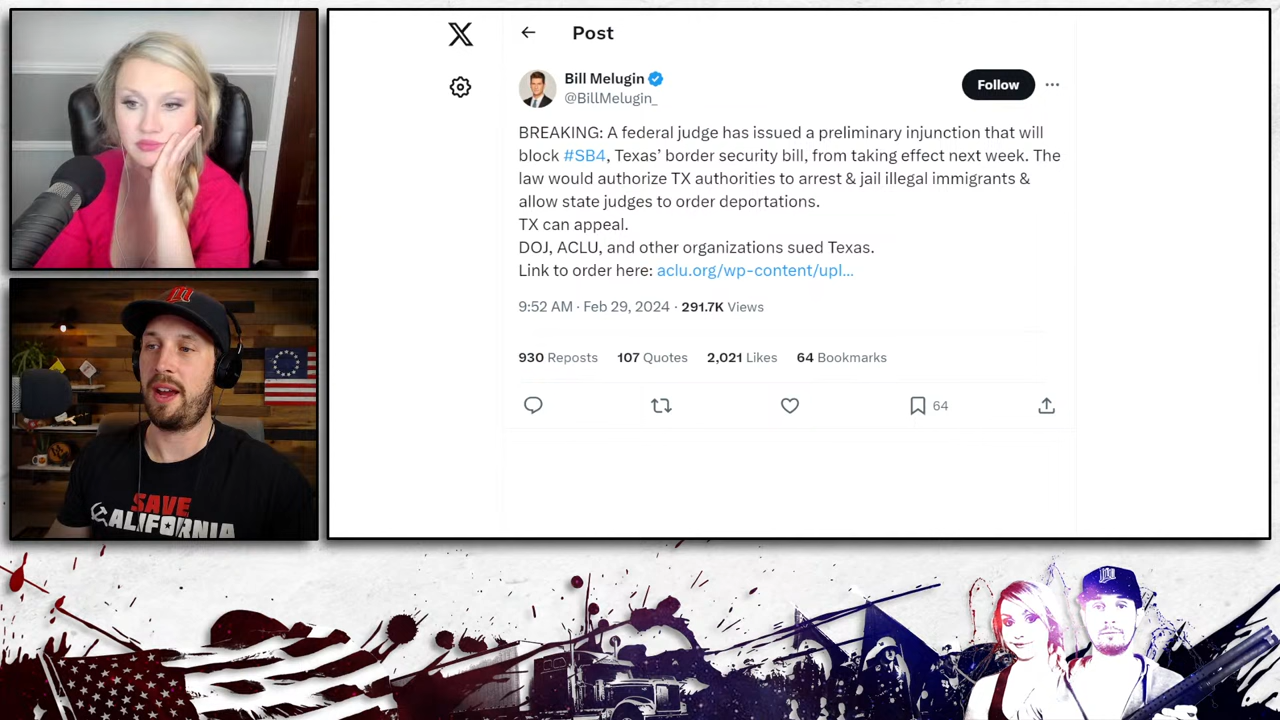 Post
Bill Melugin
@BillMelugin_
Follow
BREAKING: A federal judge has issued a preliminary injunction that will
block #SB4, Texas’ border security bill, from taking effect next week. The
law would authorize TX authorities to arrest & jail illegal immigrants &
allow state judges to order deportations.
TX can appeal.
DOJ, ACLU, and other organizations sued Texas.
Link to order here: aclu.org/wp-content/upl...
9:52 AM · Feb 29, 2024 · 291.7K Views
930 Reposts 107 Quotes 2,021 Likes 64 Bookmarks
64
SAVE
CALIFORNIA